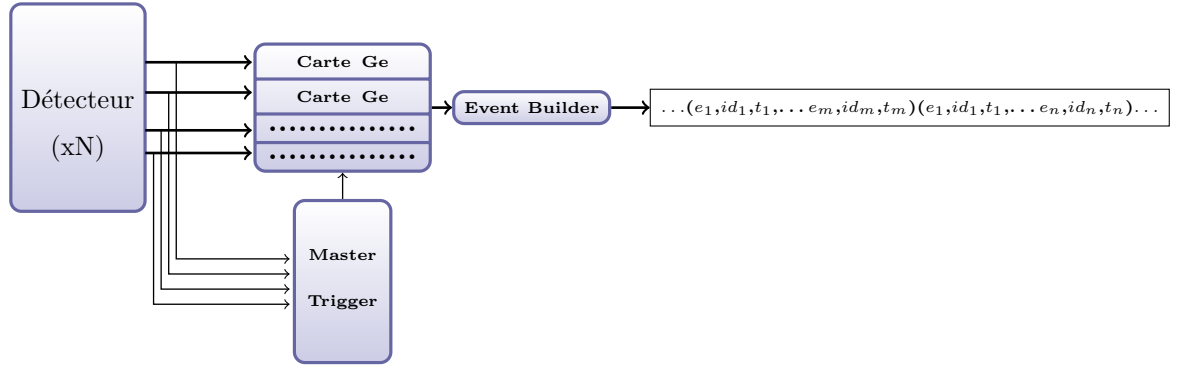 Détecteur
(xN)
Carte Ge
Carte Ge
..............
..............
Event Builder
...(e₁,id₁,t₁,...eₘ,idₘ,tₘ)(e₁,id₁,t₁,...eₙ,idₙ,tₙ)...
Master
Trigger